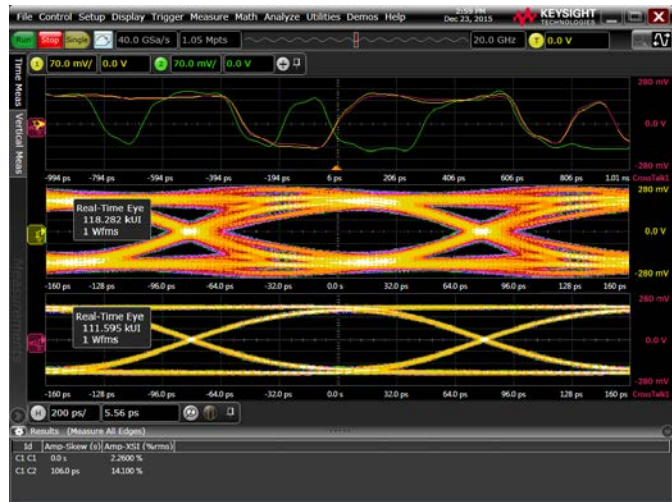 File Control Setup Display Trigger Measure Math Analyze Utilities Demos Help
2:59 PM
Dec 23, 2015
KEYSIGHT
TECHNOLOGIES
Run Stop Single 40.0 GSa/s 1.05 Mpts 20.0 GHz T 0.0 V
1 70.0 mV/ 0.0 V 2 70.0 mV/ 0.0 V
Time Meas
Vertical Meas
Measurements
280 mV
0.0 V
-280 mV
-994 ps -794 ps -594 ps -394 ps -194 ps 6 ps 206 ps 406 ps 606 ps 806 ps 1.01 ns CrossTalk1
280 mV
Real-Time Eye
118.282 kUI
1 Wfms
0.0 V
-280 mV
-160 ps -128 ps -96.0 ps -64.0 ps -32.0 ps 0.0 s 32.0 ps 64.0 ps 96.0 ps 128 ps 160 ps
280 mV
Real-Time Eye
111.595 kUI
1 Wfms
0.0 V
-280 mV
-160 ps -128 ps -96.0 ps -64.0 ps -32.0 ps 0.0 s 32.0 ps 64.0 ps 96.0 ps 128 ps 160 ps CrossTalk1
H 200 ps/ 5.56 ps
Results (Measure All Edges)
Id Amp-Skew (s) Amp-XSI (%rms)
C1 C1 0.0 s 2.2600 %
C1 C2 106.0 ps 14.100 %